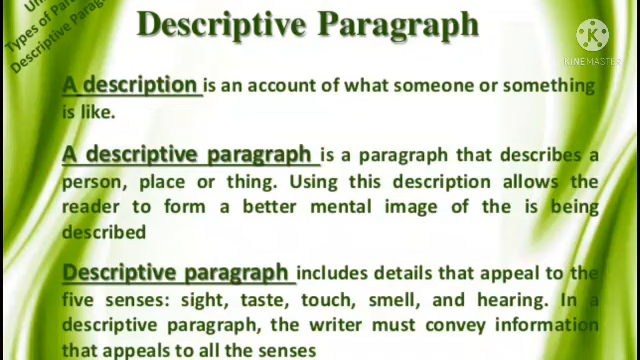 Un
Types of Par
Descriptive Parag
Descriptive Paragraph
KINEMASTER
A description is an account of what someone or something
is like.
A descriptive paragraph is a paragraph that describes a
person, place or thing. Using this description allows the
reader to form a better mental image of the is being
described
Descriptive paragraph includes details that appeal to the
five senses: sight, taste, touch, smell, and hearing. In a
descriptive paragraph, the writer must convey information
that appeals to all the senses